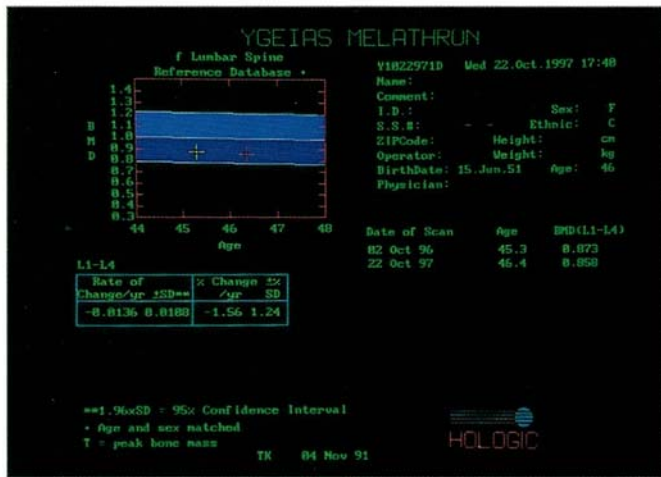 YGEIAS MELATHRUN
f Lumbar Spine
Reference Database •
V1022971D Wed 22.Oct.1997 17:40
Name:
Comment:
I.D.: Sex: F
S.S.#: - - Ethnic: C
ZIPCode: Height: cm
Operator: Weight: kg
BirthDate: 15.Jun.51 Age: 46
Physician:
BMD
1.4
1.3
1.2
1.1
1.0
0.9
0.8
0.7
0.6
0.5
0.4
0.3
44 45 46 47 48
Age
Date of Scan Age BMD(L1-L4)
02 Oct 96 45.3 0.873
22 Oct 97 46.4 0.858
L1-L4
Rate of % Change ±%
Change/yr ±SD** /yr SD
-0.0136 0.0108 -1.56 1.24
**1.96xSD = 95% Confidence Interval
• Age and sex matched
T = peak bone mass
TK 04 Nov 91
HOLOGIC